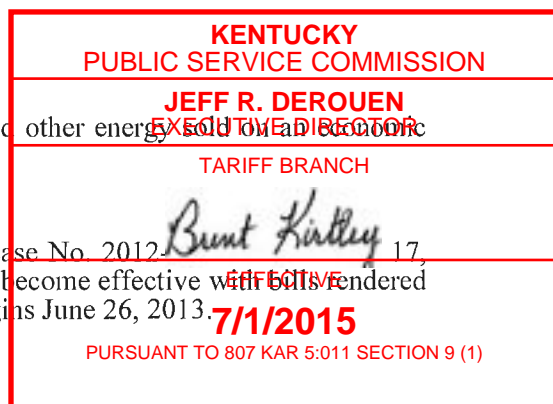 KENTUCKY
PUBLIC SERVICE COMMISSION
JEFF R. DEROUEN
d other energy sold on an economic
EXECUTIVE DIRECTOR
TARIFF BRANCH
Brent Kirtley
ase No. 2012- 17,
become effective with bills rendered
EFFECTIVE
ins June 26, 2013.
7/1/2015
PURSUANT TO 807 KAR 5:011 SECTION 9 (1)